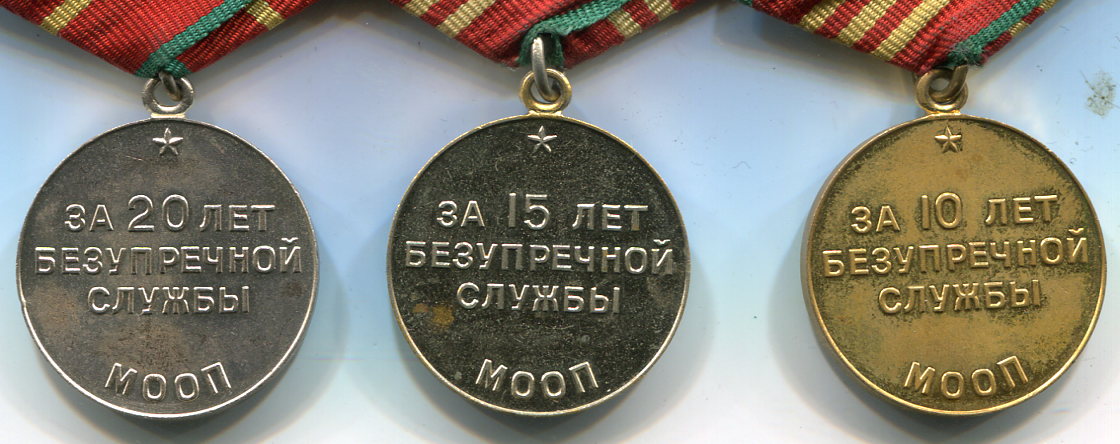 ЗА 20 ЛЕТ
БЕЗУПРЕЧНОЙ
СЛУЖБЫ
МООП
ЗА 15 ЛЕТ
БЕЗУПРЕЧНОЙ
СЛУЖБЫ
МООП
ЗА 10 ЛЕТ
БЕЗУПРЕЧНОЙ
СЛУЖБЫ
МООП